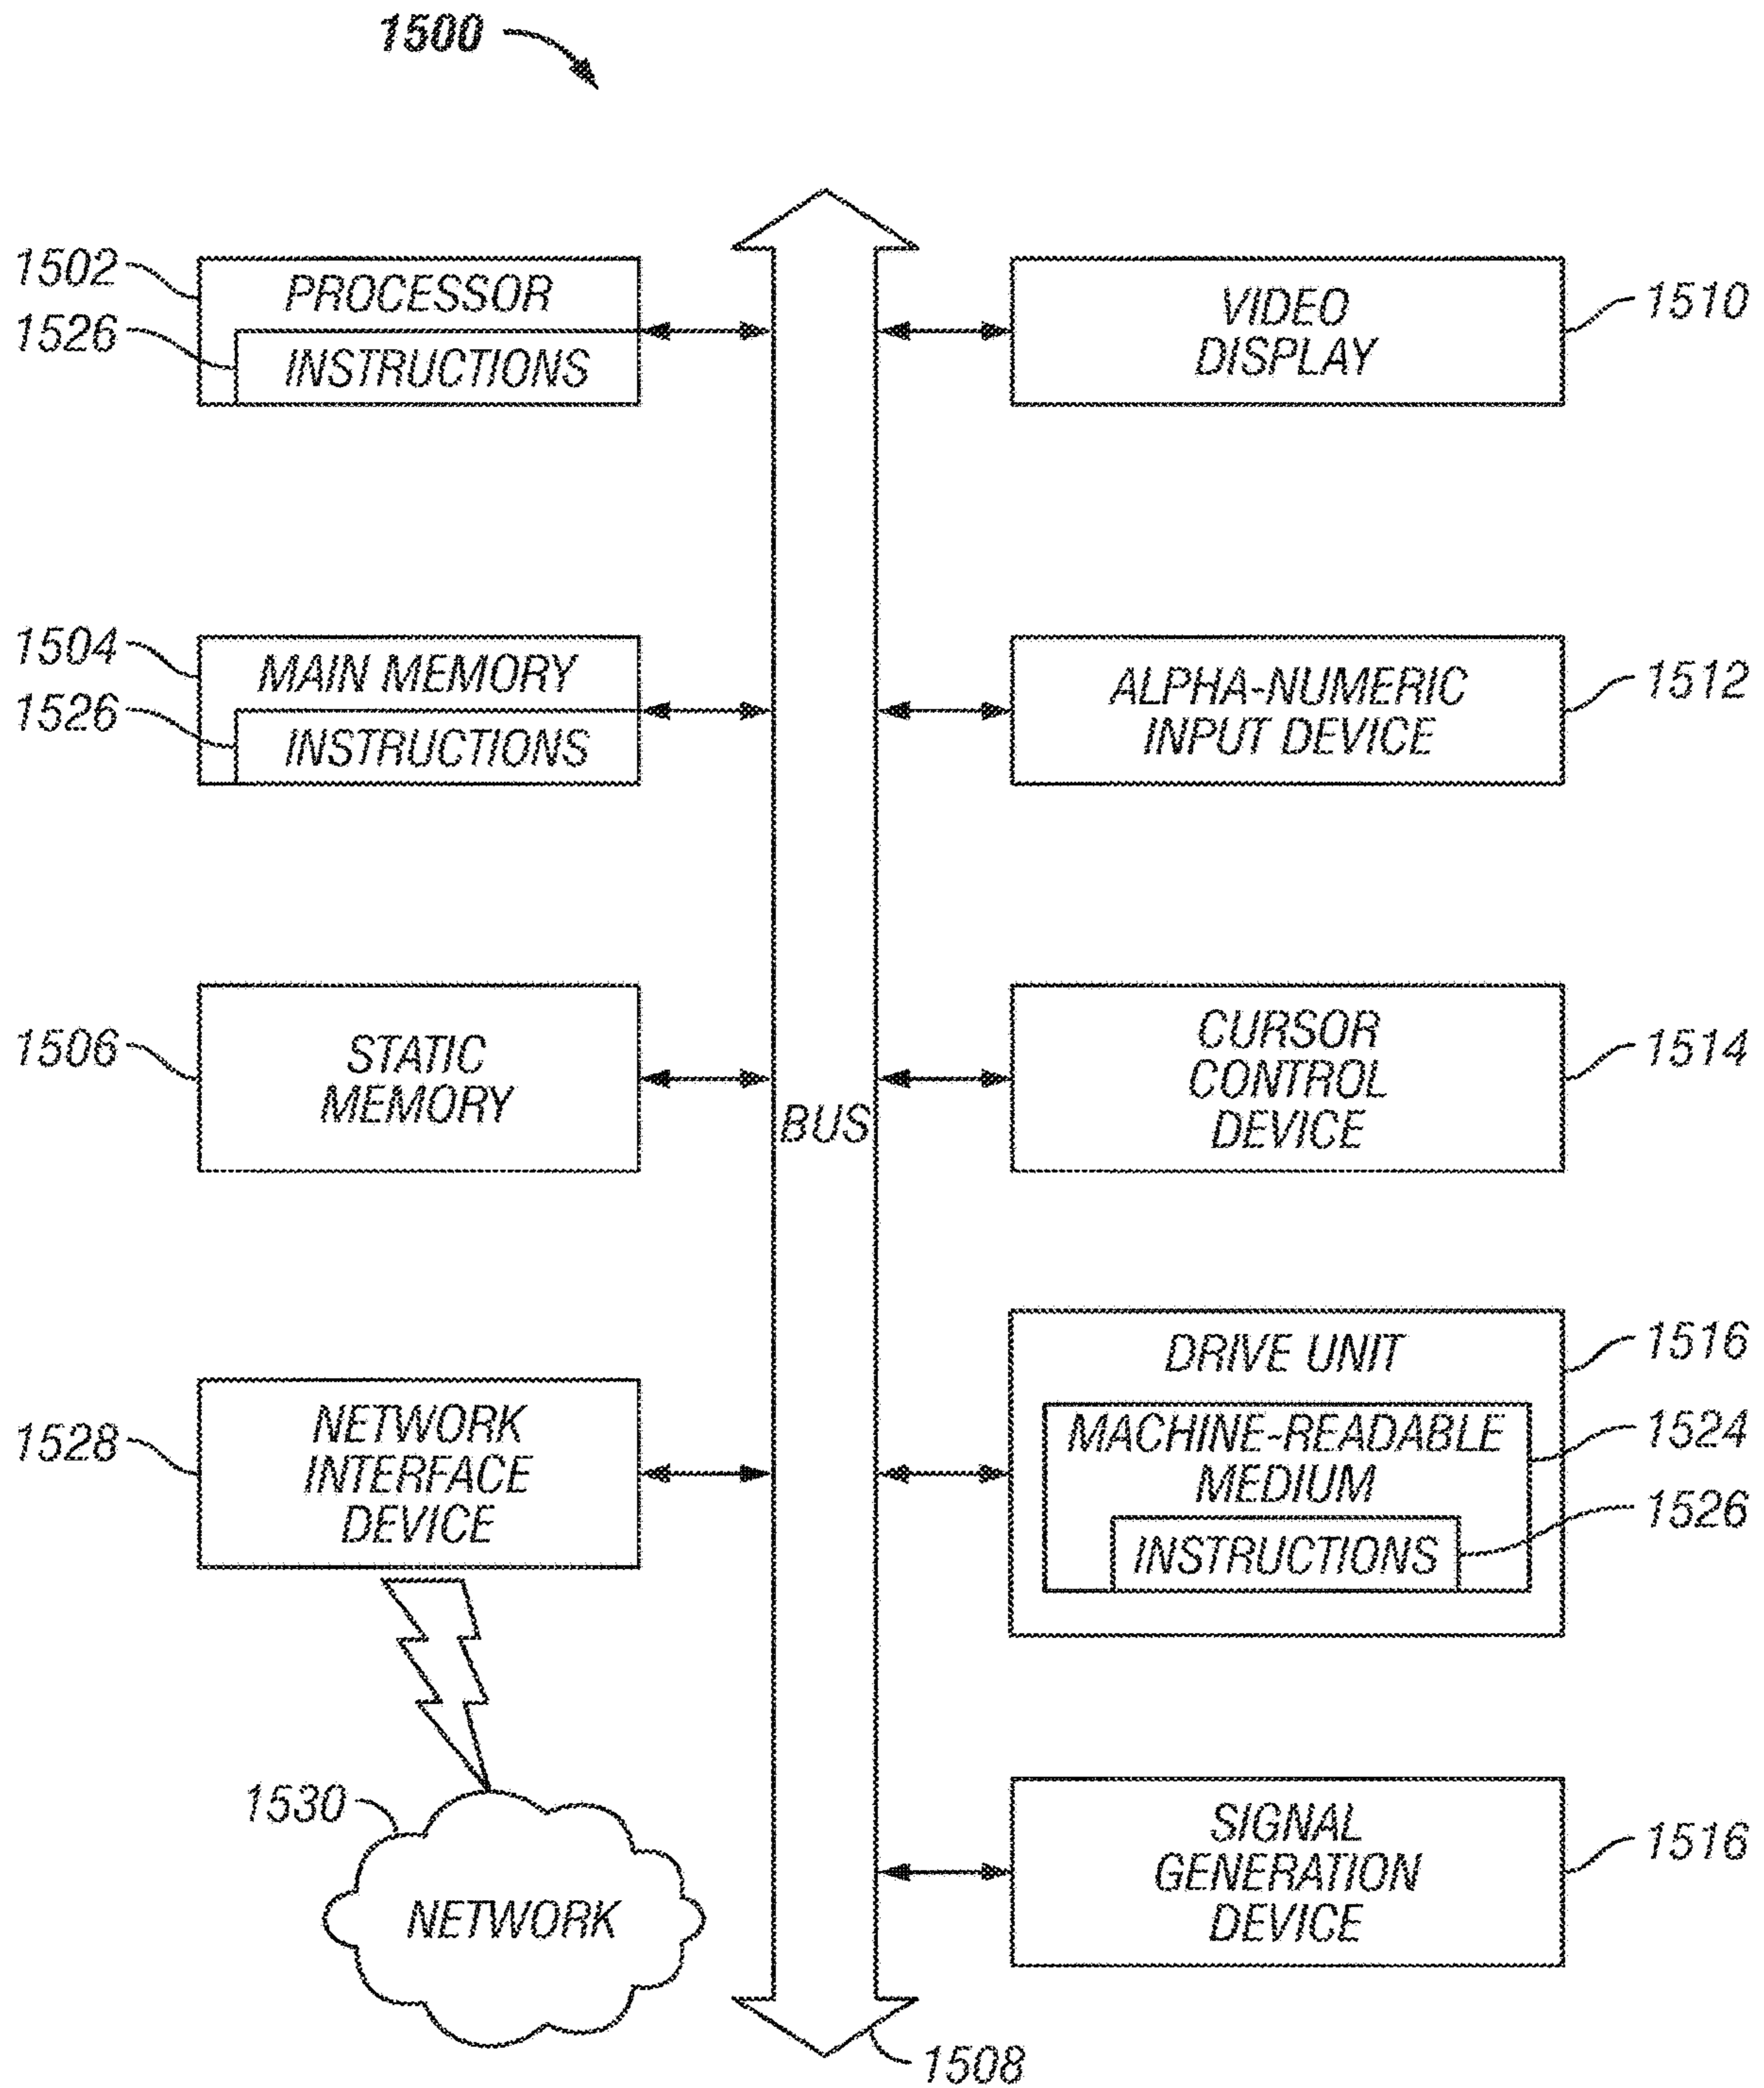 1500
1502
PROCESSOR
1526
INSTRUCTIONS
VIDEO
DISPLAY
1510
1504
MAIN MEMORY
1526
INSTRUCTIONS
ALPHA-NUMERIC
INPUT DEVICE
1512
1506
STATIC
MEMORY
BUS
CURSOR
CONTROL
DEVICE
1514
1528
NETWORK
INTERFACE
DEVICE
DRIVE UNIT
1516
MACHINE-READABLE
MEDIUM
1524
INSTRUCTIONS
1526
1530
NETWORK
SIGNAL
GENERATION
DEVICE
1516
1508